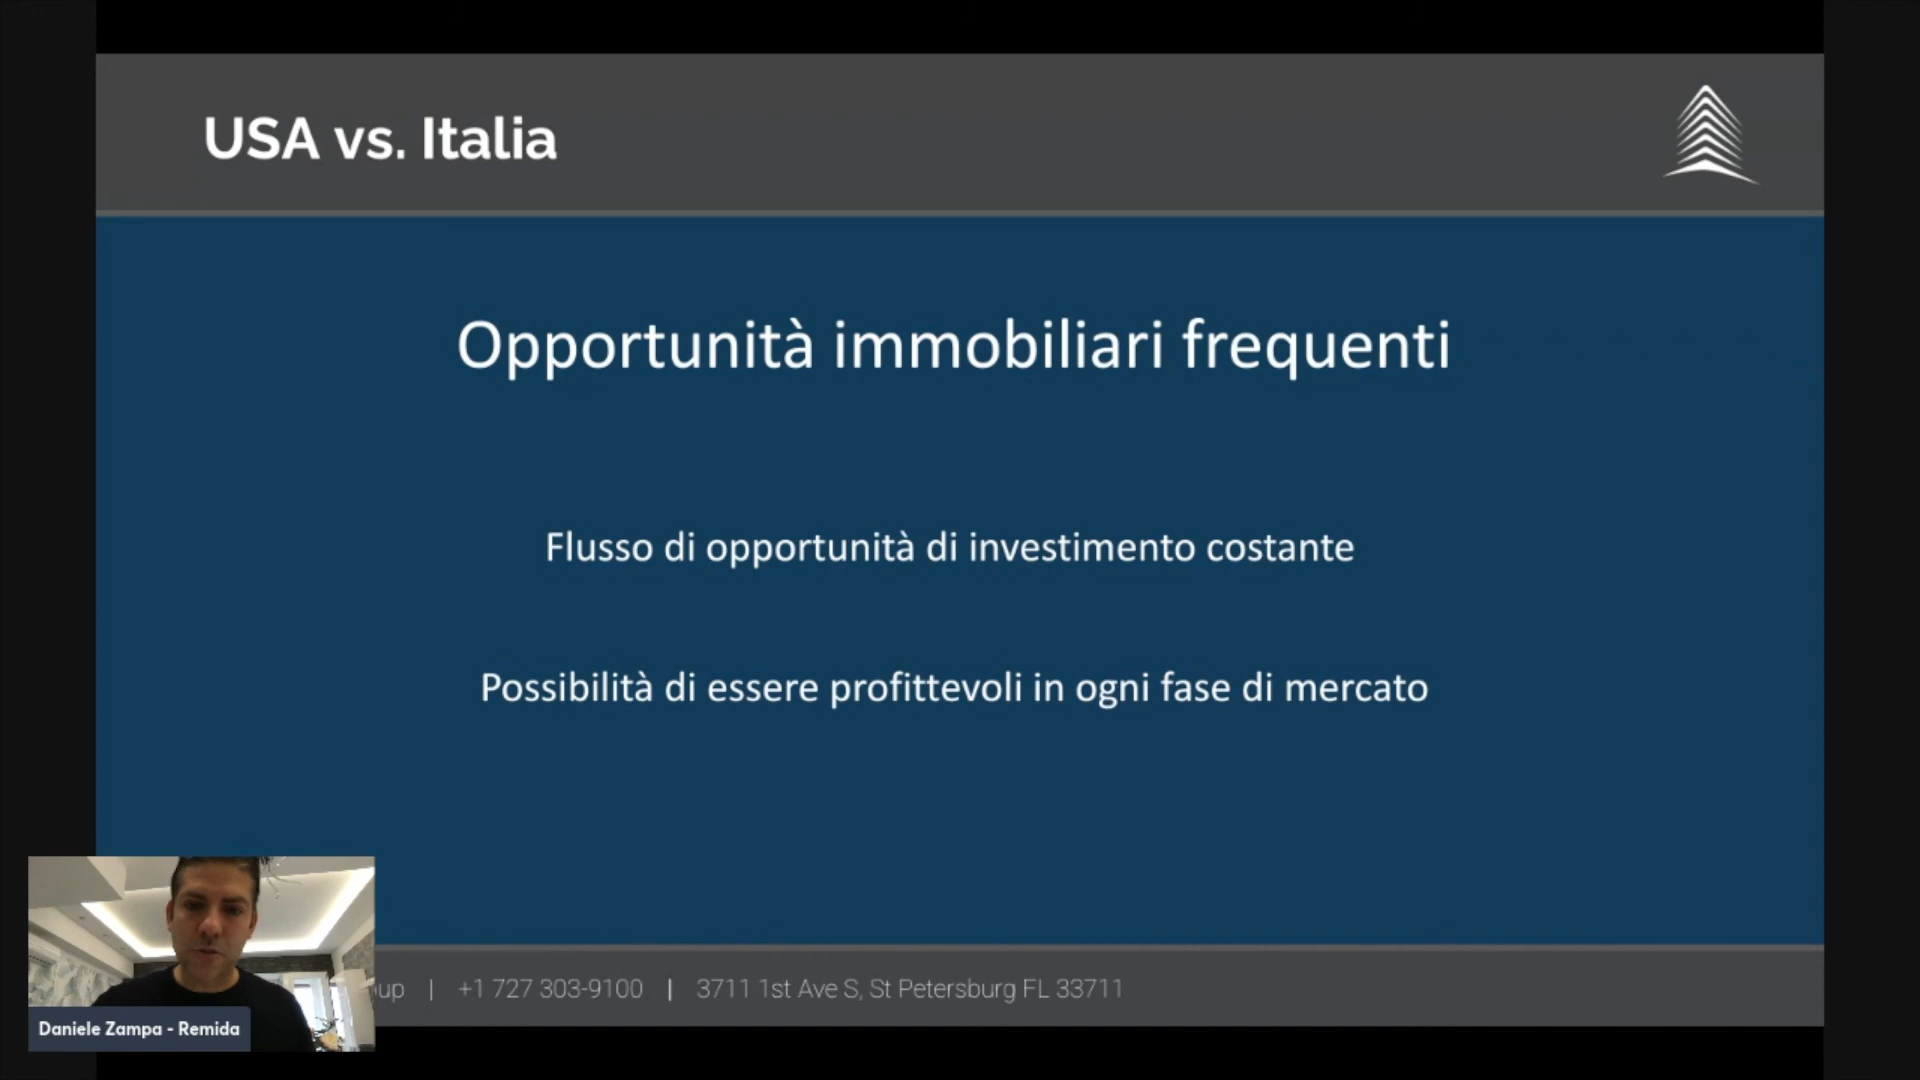 USA vs. Italia
Opportunità immobiliari frequenti
Flusso di opportunità di investimento costante
Possibilità di essere profittevoli in ogni fase di mercato
up | +1 727 303-9100 | 3711 1st Ave S, St Petersburg FL 33711
Daniele Zampa - Remida